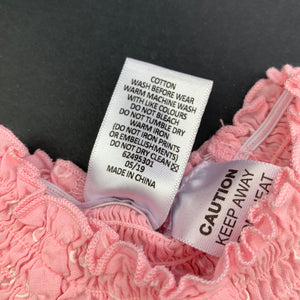 COTTON
WASH BEFORE WEAR
WARM MACHINE WASH
WITH LIKE COLOURS
DO NOT BLEACH
DO NOT TUMBLE DRY
WARM IRON
(DO NOT IRON PRINTS
OR EMBELLISHMENTS)
DO NOT DRY CLEAN
62495301
05/19
MADE IN CHINA
CAUTION
KEEP AWAY
HEAT